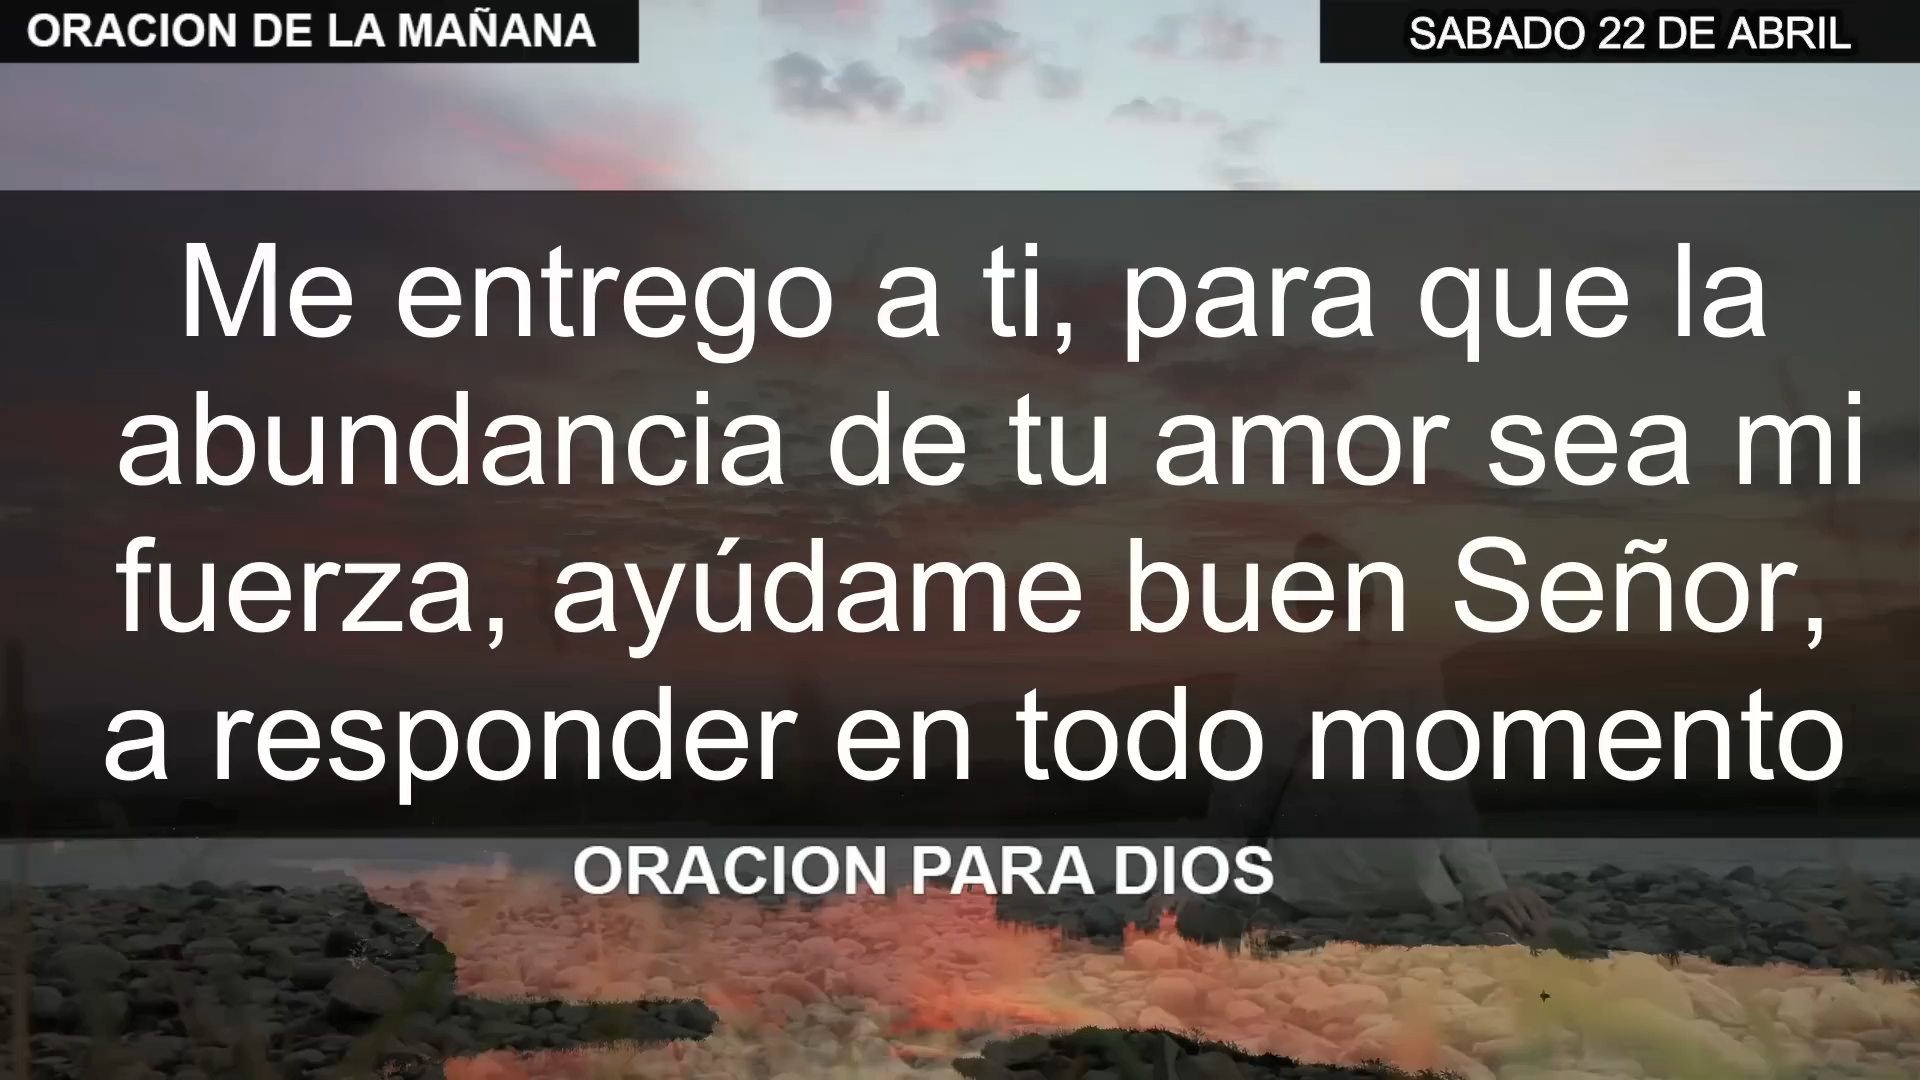 ORACION DE LA MAÑANA
SABADO 22 DE ABRIL
Me entrego a ti, para que la
abundancia de tu amor sea mi
fuerza, ayúdame buen Señor,
a responder en todo momento
ORACION PARA DIOS